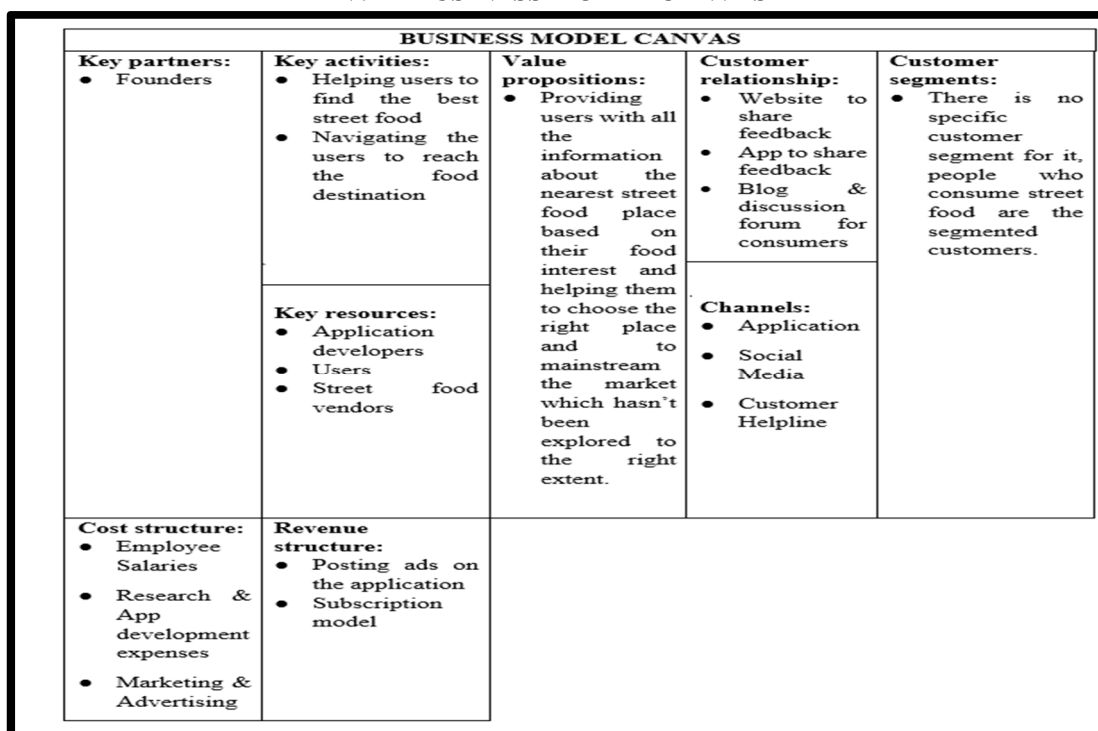 BUSINESS MODEL CANVAS
Key partners:
● Founders
Key activities:
● Helping users to
find the best
street food
● Navigating the
users to reach
the food
destination
Key resources:
● Application
developers
● Users
● Street food
vendors
Value
propositions:
● Providing
users with all
the
information
about the
nearest street
food place
based on
their food
interest and
helping them
to choose the
right place
and to
mainstream
the market
which hasn't
been
explored to
the right
extent.
Customer
relationship:
● Website to
share
feedback
● App to share
feedback
● Blog &
discussion
forum for
consumers
Channels:
● Application
● Social
Media
● Customer
Helpline
Customer
segments:
● There is no
specific
customer
segment for it,
people who
consume street
food are the
segmented
customers.
Cost structure:
● Employee
Salaries
● Research &
App
development
expenses
● Marketing &
Advertising
Revenue
structure:
● Posting ads on
the application
● Subscription
model